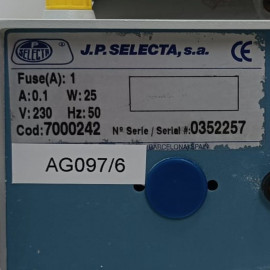 J.P.
SELECTA
J.P. SELECTA, s.a.
CE
Fuse(A): 1
A: 0.1 W: 25
V: 230 Hz: 50
Cod: 7000242 Nº Serie / Serial #: 0352257
AG097/6